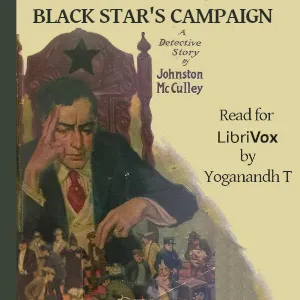 BLACK STAR'S CAMPAIGN
A
Detective
Story
By
Johnston
McCulley
Read for
LibriVox
by
Yoganandh T